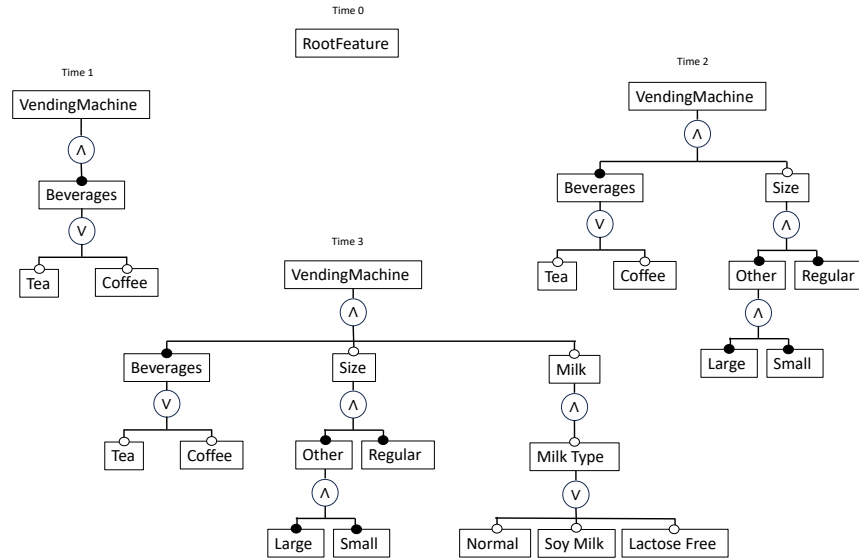 Time 0
RootFeature
Time 1
VendingMachine
Λ
Beverages
V
Tea Coffee
Time 2
VendingMachine
Λ
Beverages Size
V Λ
Tea Coffee Other Regular
Λ
Large Small
Time 3
VendingMachine
Λ
Beverages Size Milk
V Λ Λ
Tea Coffee Other Regular Milk Type
Λ V
Large Small Normal Soy Milk Lactose Free